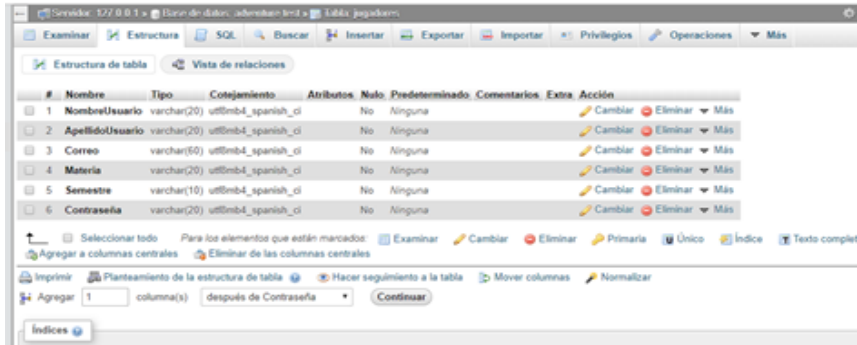 Servidor: 127.0.0.1 » Base de datos: adventure test » Tabla: jugadores
Examinar Estructura SQL Buscar Insertar Exportar Importar Privilegios Operaciones Más
Estructura de tabla Vista de relaciones
# Nombre Tipo Cotejamiento Atributos Nulo Predeterminado Comentarios Extra Acción
1 NombreUsuario varchar(20) utf8mb4_spanish_ci No Ninguna Cambiar Eliminar Más
2 ApellidoUsuario varchar(20) utf8mb4_spanish_ci No Ninguna Cambiar Eliminar Más
3 Correo varchar(60) utf8mb4_spanish_ci No Ninguna Cambiar Eliminar Más
4 Materia varchar(20) utf8mb4_spanish_ci No Ninguna Cambiar Eliminar Más
5 Semestre varchar(10) utf8mb4_spanish_ci No Ninguna Cambiar Eliminar Más
6 Contraseña varchar(20) utf8mb4_spanish_ci No Ninguna Cambiar Eliminar Más
Seleccionar todo Para los elementos que están marcados: Examinar Cambiar Eliminar Primaria Único Índice Texto complet
Agregar a columnas centrales Eliminar de las columnas centrales
Imprimir Planteamiento de la estructura de tabla Hacer seguimiento a la tabla Mover columnas Normalizar
Agregar 1 columna(s) después de Contraseña Continuar
Índices